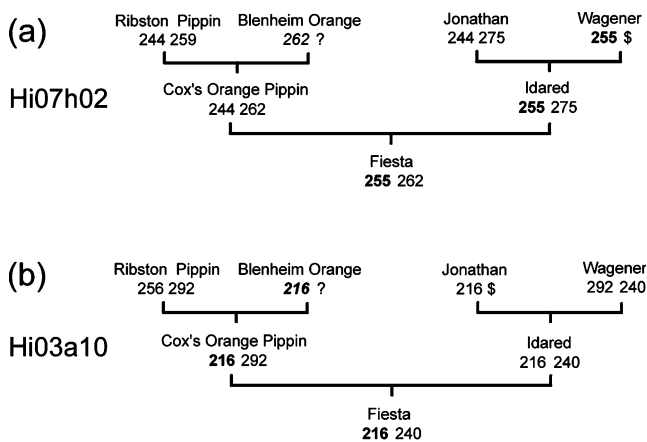 (a)
Ribston Pippin Blenheim Orange Jonathan Wagener
244 259 262 ? 244 275 255 $
Hi07h02
Cox's Orange Pippin Idared
244 262 255 275
Fiesta
255 262
(b)
Ribston Pippin Blenheim Orange Jonathan Wagener
256 292 216 ? 216 $ 292 240
Hi03a10
Cox's Orange Pippin Idared
216 292 216 240
Fiesta
216 240